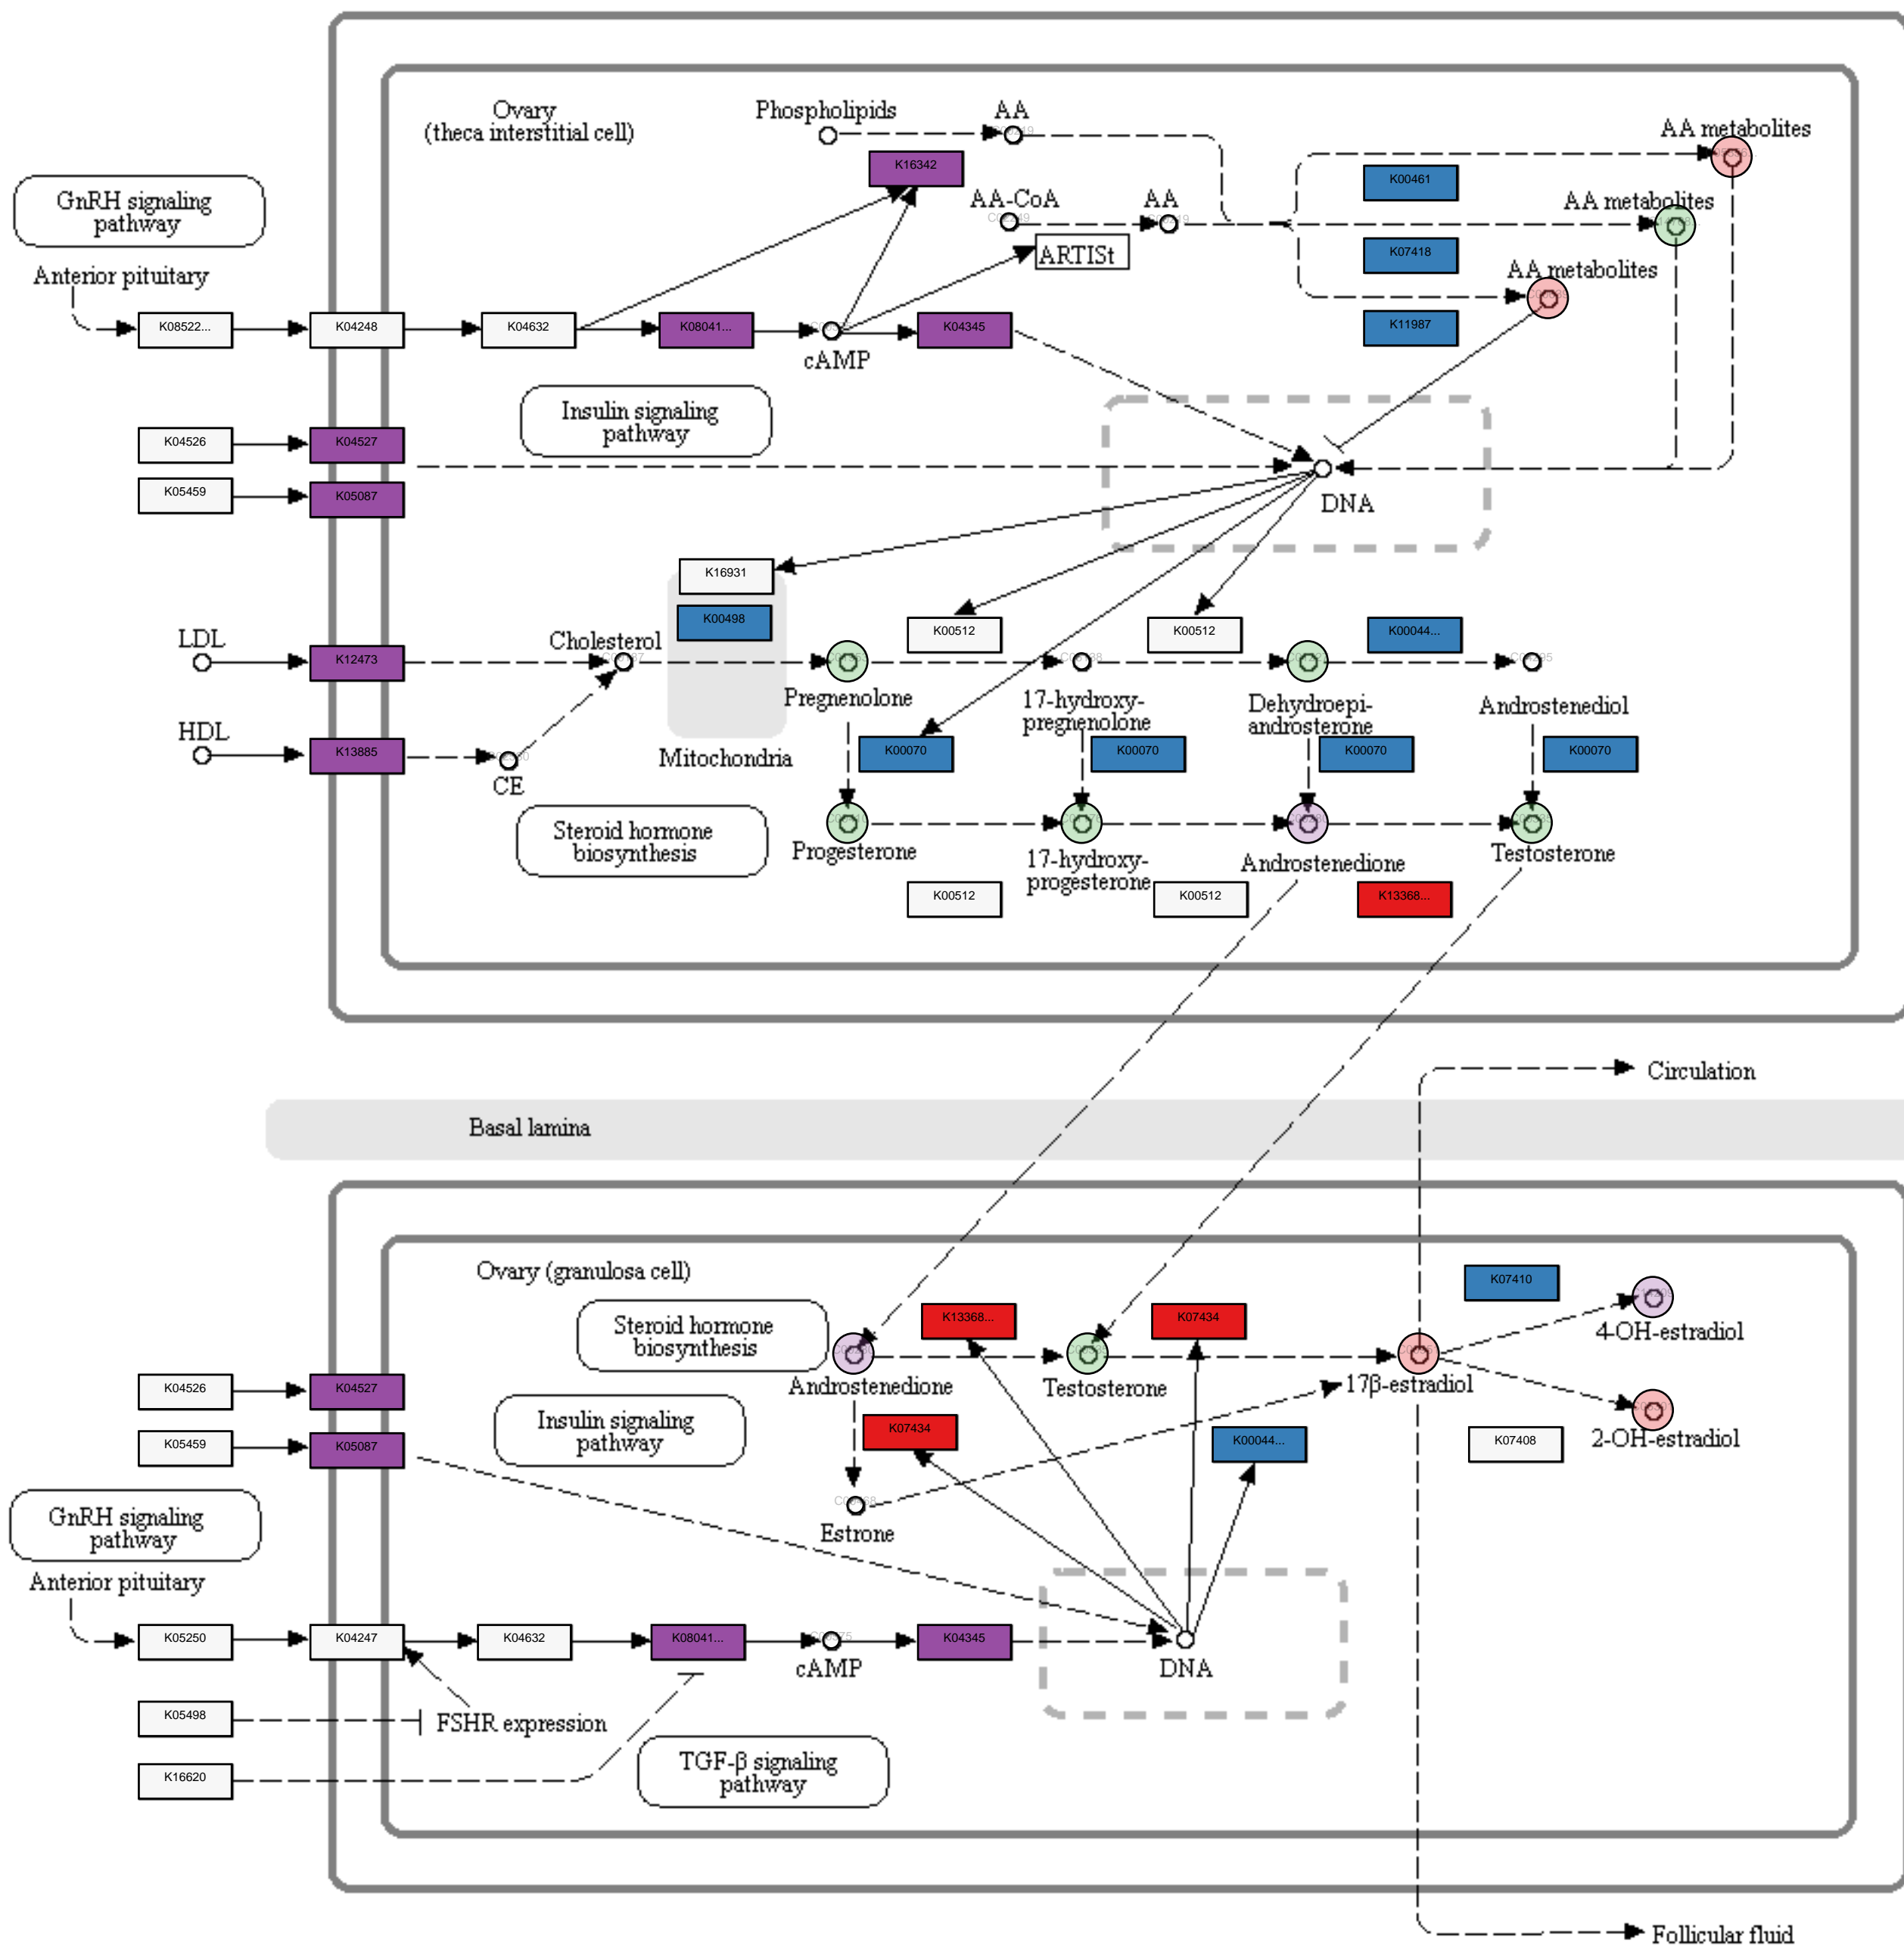 Ovary
(theca interstitial cell)
Phospholipids
AA
AA metabolites
K16342
K00461
GnRH signaling
pathway
AA-CoA
AA
AA metabolites
ARTISt
K07418
Anterior pituitary
AA metabolites
K08522...
K04248
K04632
K08041...
K04345
K11987
cAMP
Insulin signaling
pathway
K04526
K04527
K05459
K05087
DNA
K16931
K00498
K00512
K00512
K00044...
LDL
Cholesterol
K12473
Pregnenolone
17-hydroxy-
pregnenolone
Dehydroepi-
androsterone
Androstenediol
HDL
K13885
Mitochondria
K00070
K00070
K00070
K00070
CE
Steroid hormone
biosynthesis
Progesterone
17-hydroxy-
progesterone
Androstenedione
Testosterone
K00512
K00512
K13368...
Circulation
Basal lamina
Ovary (granulosa cell)
K07410
Steroid hormone
biosynthesis
K13368...
K07434
4-OH-estradiol
Androstenedione
Testosterone
17β-estradiol
K04526
K04527
Insulin signaling
pathway
K07434
K00044...
K07408
2-OH-estradiol
K05459
K05087
GnRH signaling
pathway
Estrone
Anterior pituitary
K05250
K04247
K04632
K08041...
K04345
cAMP
DNA
K05498
FSHR expression
K16620
TGF-β signaling
pathway
Follicular fluid